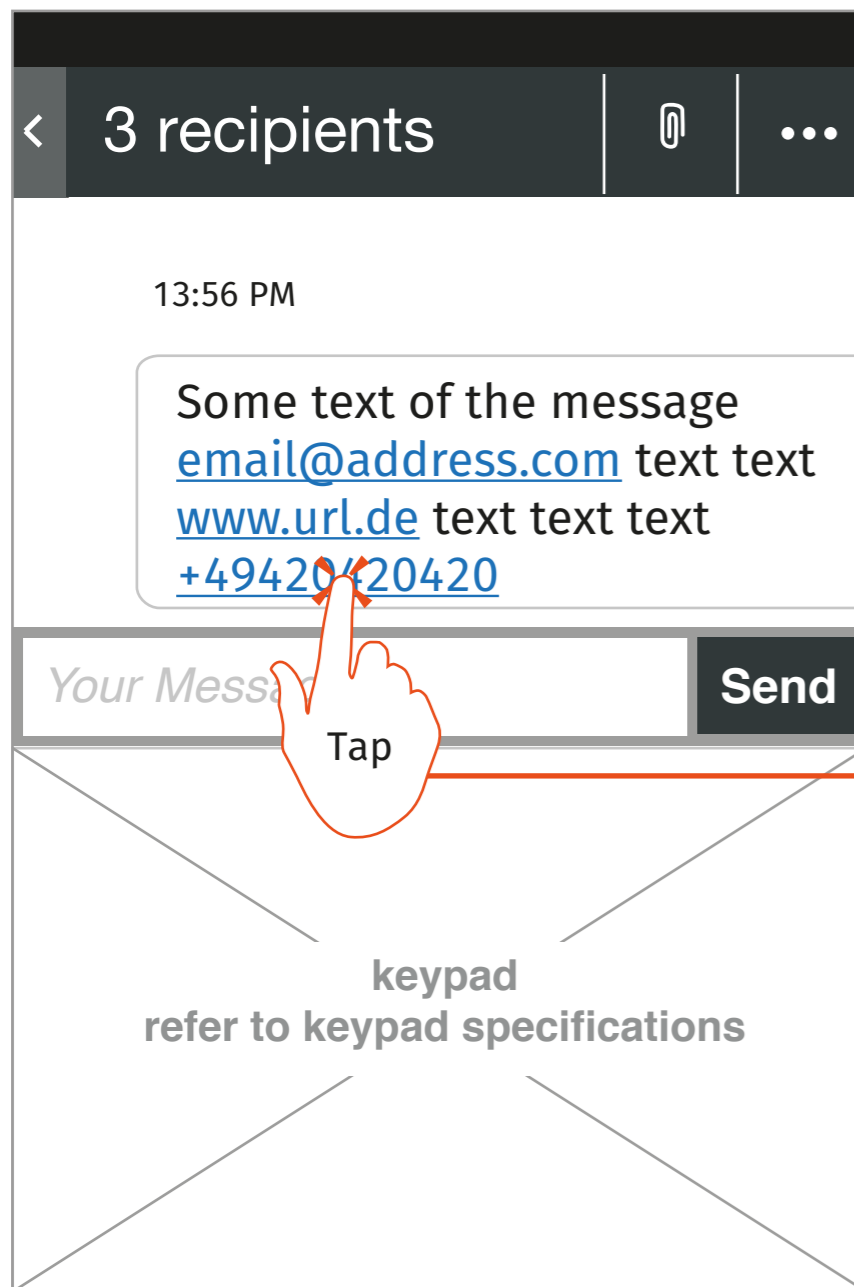 3 recipients
13:56 PM
Some text of the message
email@address.com text text
www.url.de text text text
+49420420420
Your Messa
Send
Tap
keypad
refer to keypad specifications